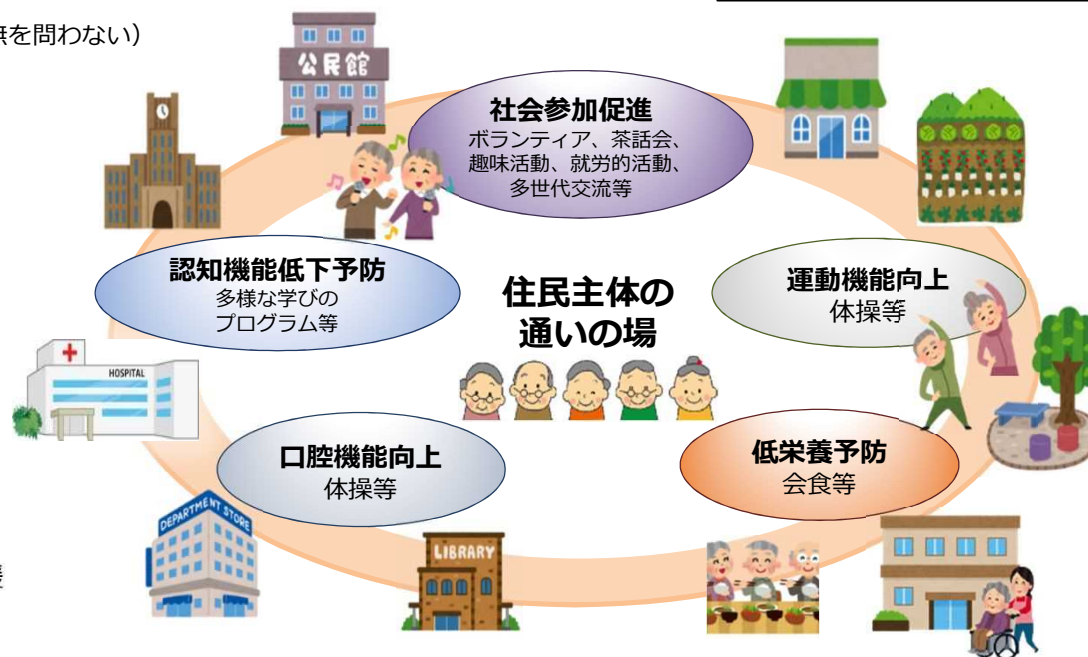 無を問わない)
公民館
社会参加促進
ボランティア、茶話会、
趣味活動、就労的活動、
多世代交流等
認知機能低下予防
多様な学びの
プログラム等
住民主体の
通いの場
運動機能向上
体操等
HOSPITAL
口腔機能向上
体操等
低栄養予防
会食等
DEPARTMENT STORE
LIBRARY